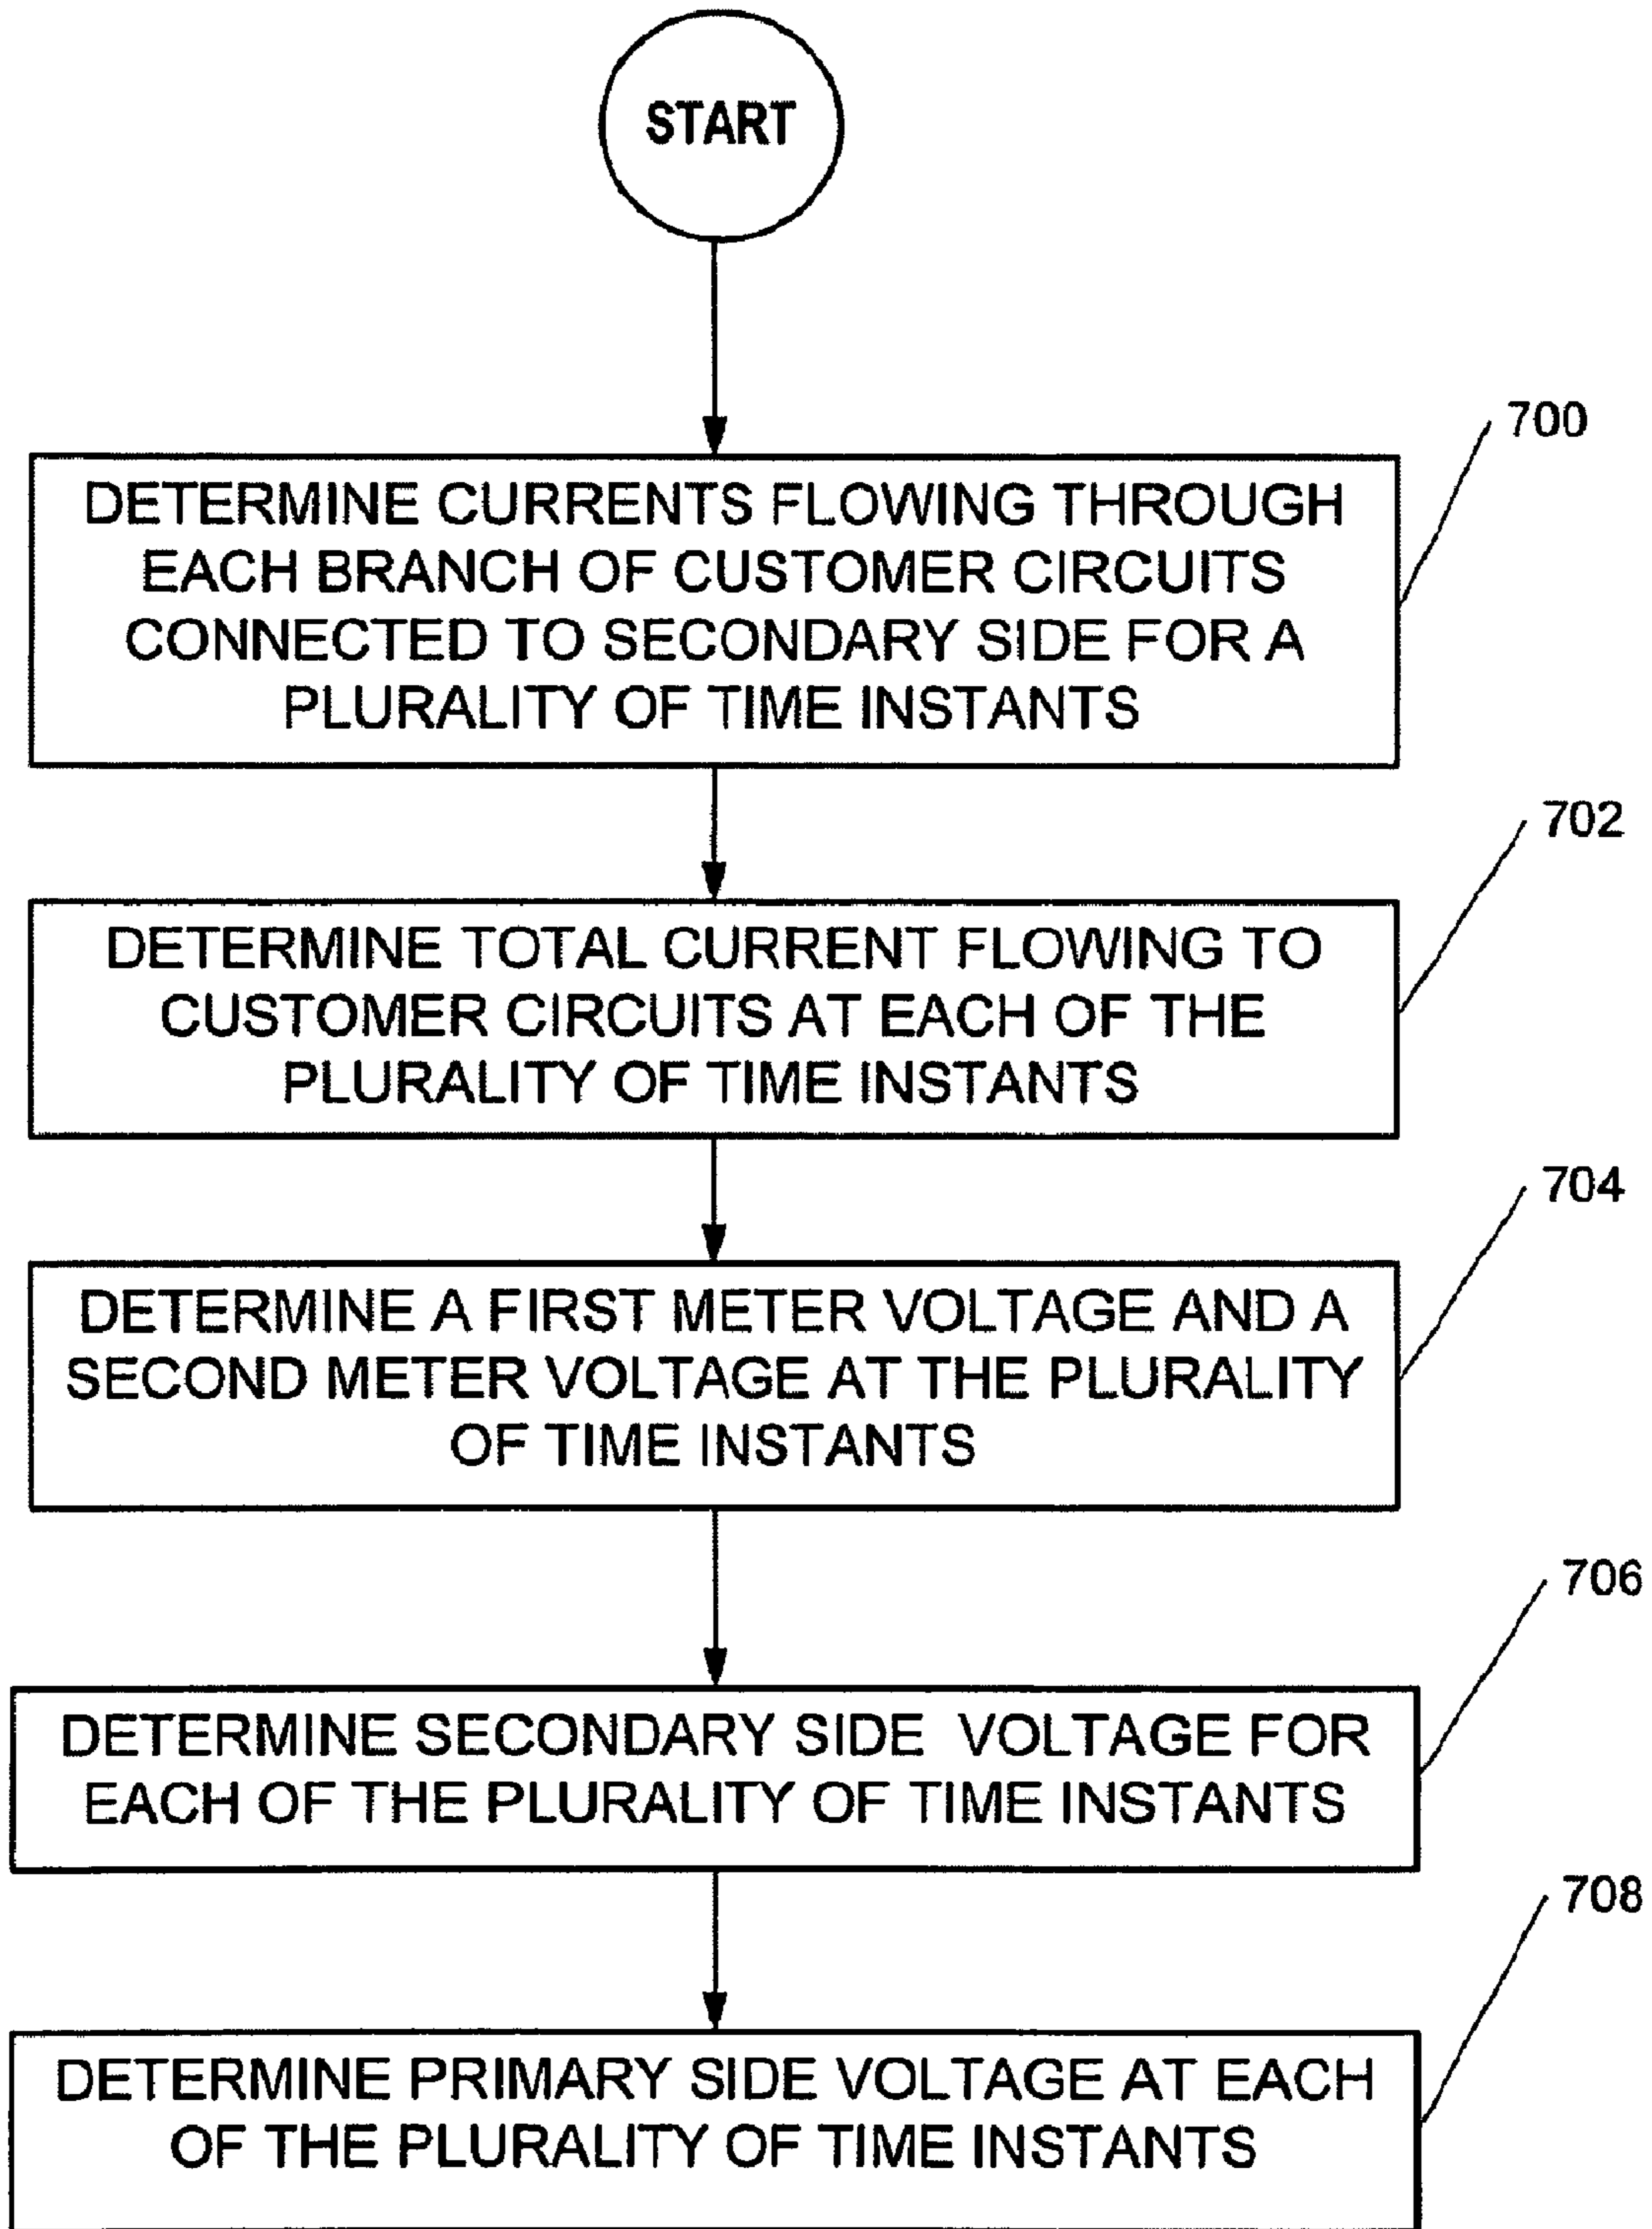 START
700
DETERMINE CURRENTS FLOWING THROUGH
EACH BRANCH OF CUSTOMER CIRCUITS
CONNECTED TO SECONDARY SIDE FOR A
PLURALITY OF TIME INSTANTS
702
DETERMINE TOTAL CURRENT FLOWING TO
CUSTOMER CIRCUITS AT EACH OF THE
PLURALITY OF TIME INSTANTS
704
DETERMINE A FIRST METER VOLTAGE AND A
SECOND METER VOLTAGE AT THE PLURALITY
OF TIME INSTANTS
706
DETERMINE SECONDARY SIDE VOLTAGE FOR
EACH OF THE PLURALITY OF TIME INSTANTS
708
DETERMINE PRIMARY SIDE VOLTAGE AT EACH
OF THE PLURALITY OF TIME INSTANTS